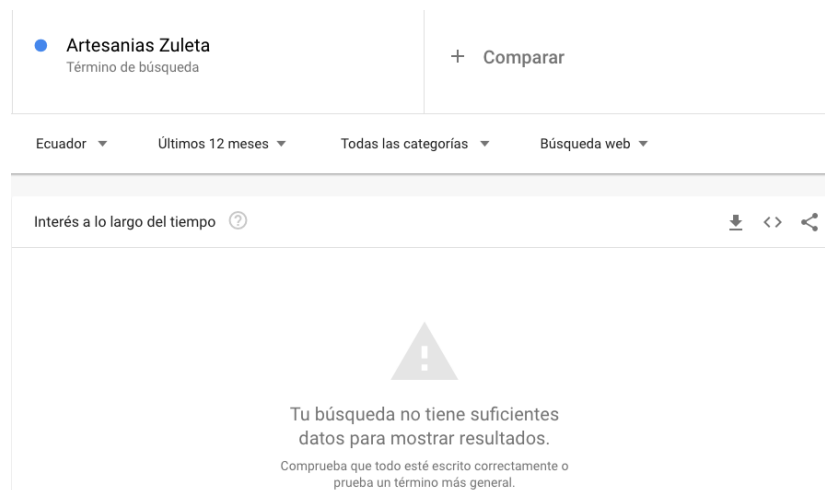 Artesanias Zuleta
Término de búsqueda
+ Comparar
Ecuador
Últimos 12 meses
Todas las categorías
Búsqueda web
Interés a lo largo del tiempo
Tu búsqueda no tiene suficientes
datos para mostrar resultados.
Comprueba que todo esté escrito correctamente o
prueba un término más general.